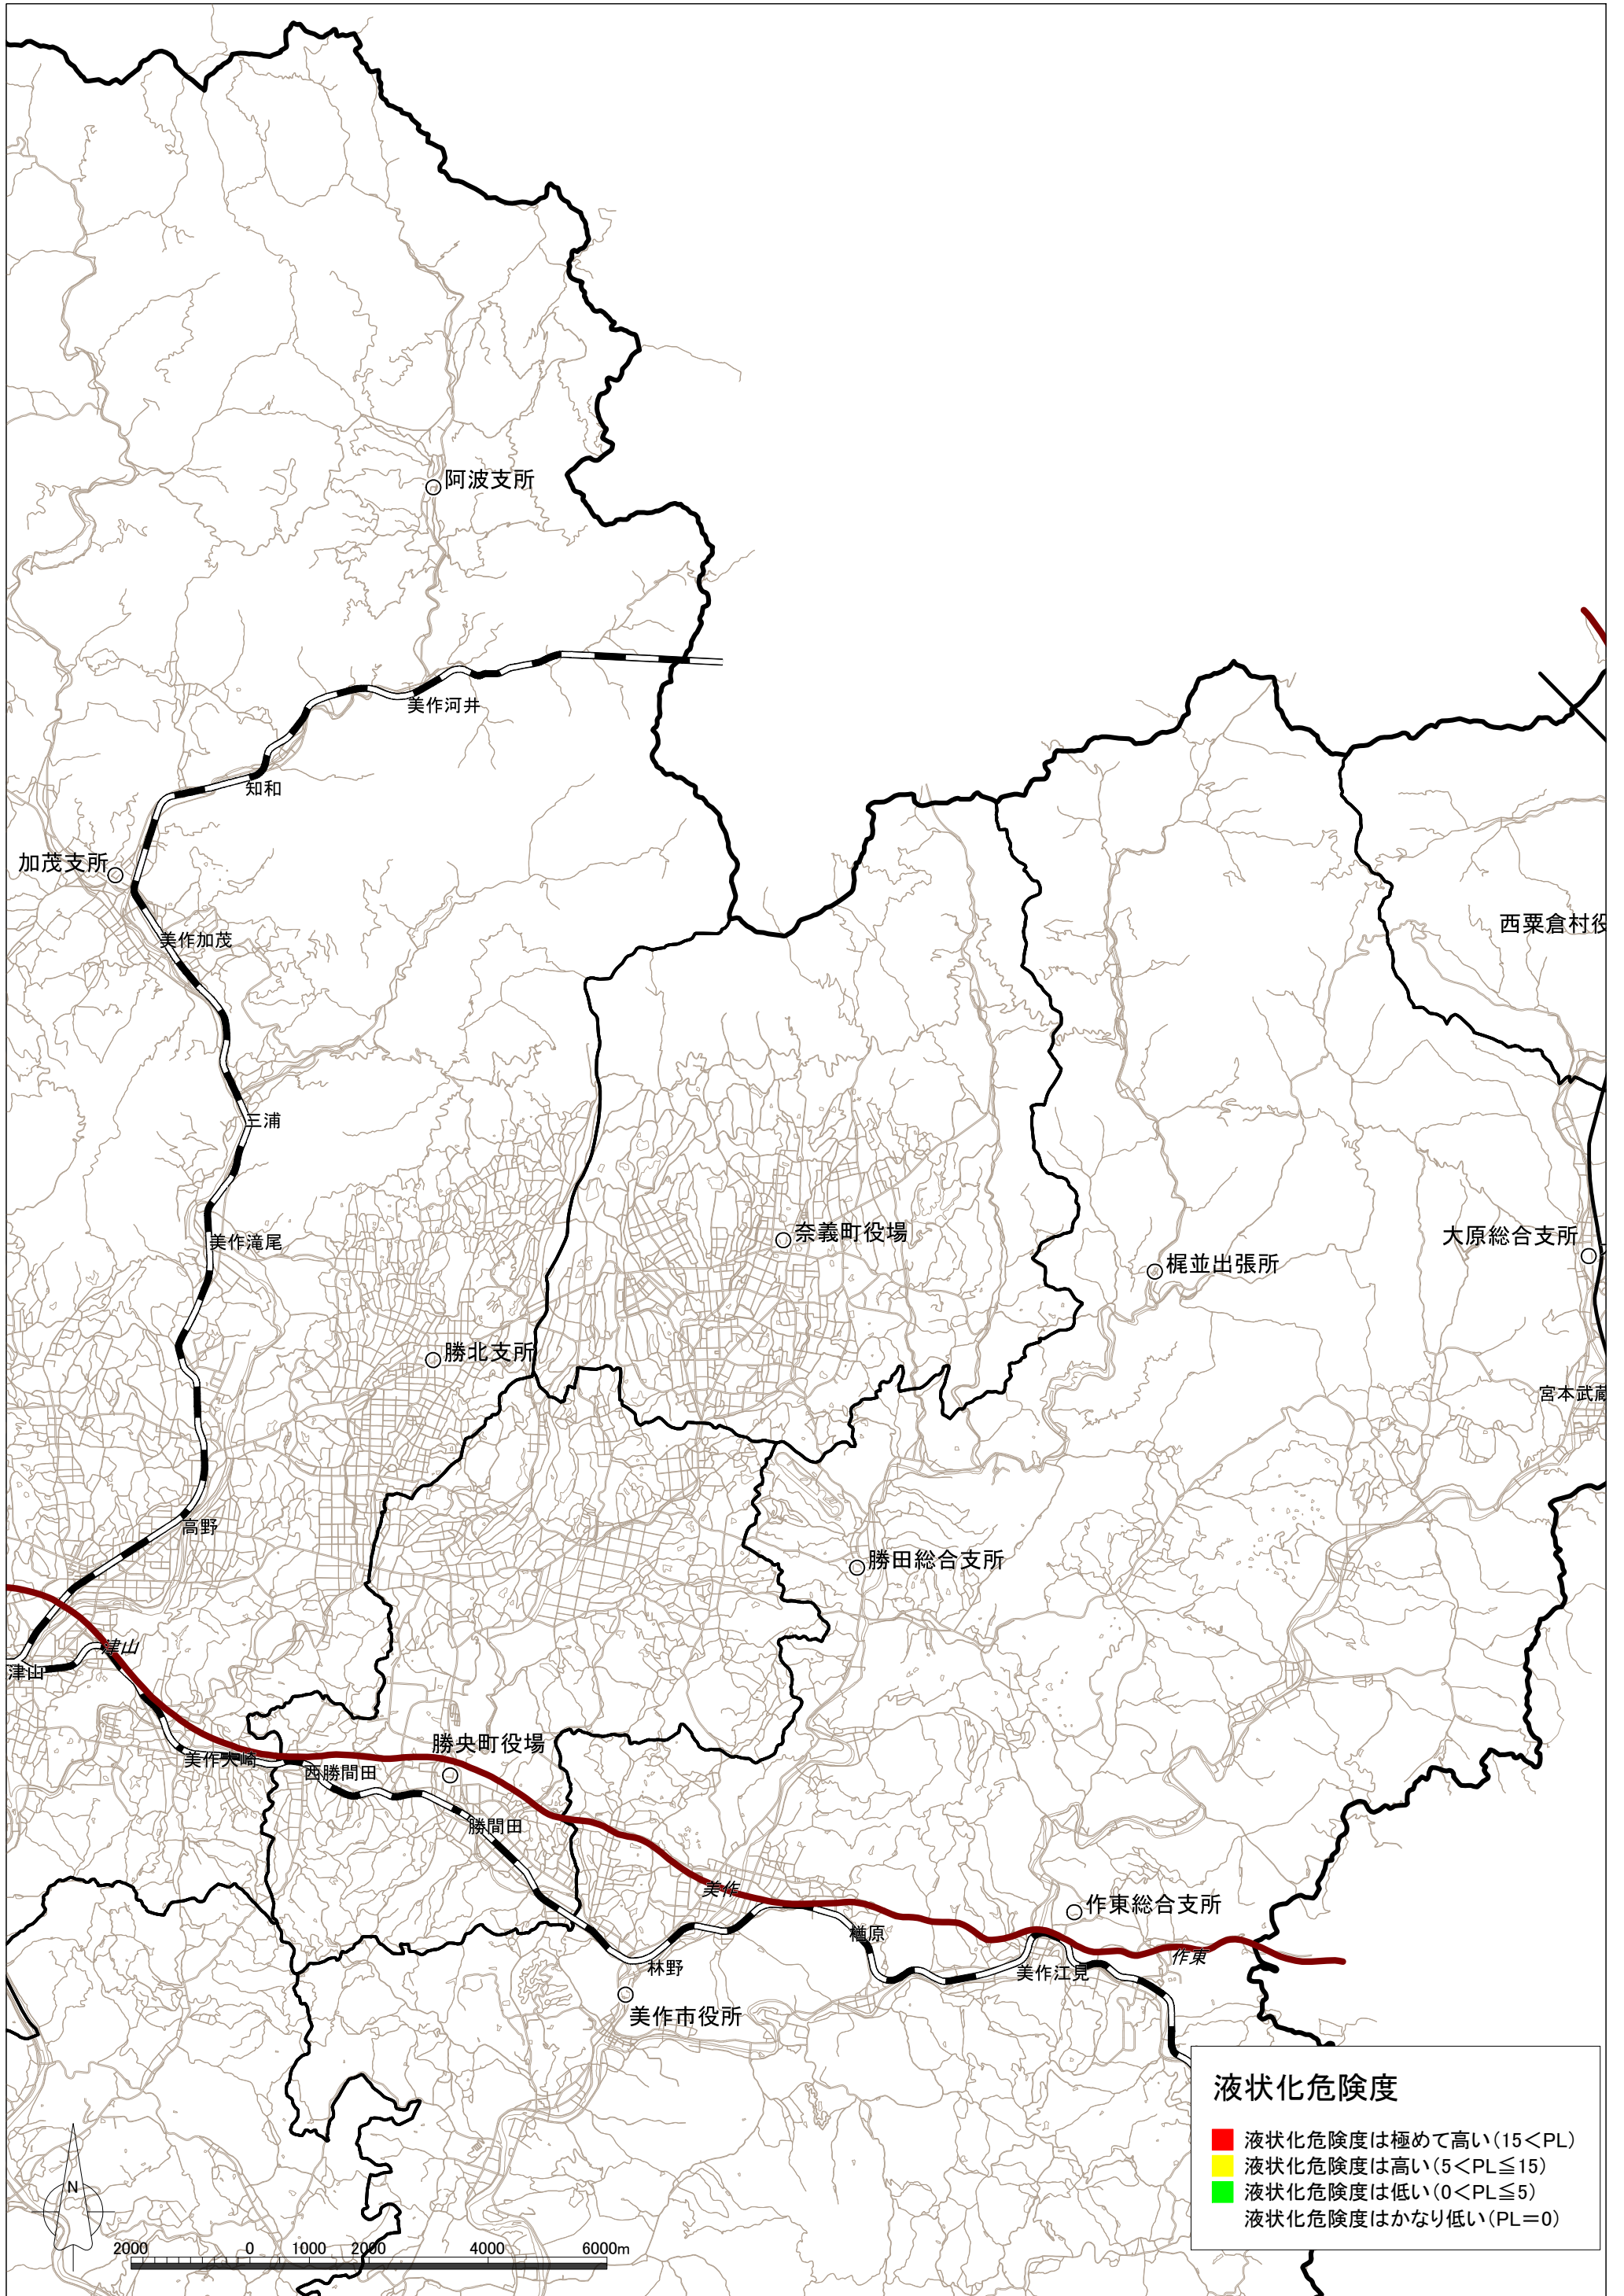 阿波支所
美作河井
知和
加茂支所
美作加茂
西粟倉村役
三浦
奈義町役場
大原総合支所
美作滝尾
梶並出張所
勝北支所
宮本武蔵
高野
勝田総合支所
津山
津山
勝央町役場
美作大崎
西勝間田
勝間田
美作
作東総合支所
楢原
作東
林野
美作江見
美作市役所
液状化危険度
液状化危険度は極めて高い(15＜PL)
液状化危険度は高い(5＜PL≦15)
液状化危険度は低い(0＜PL≦5)
液状化危険度はかなり低い(PL＝0)
N
2000 0 1000 2000 4000 6000m